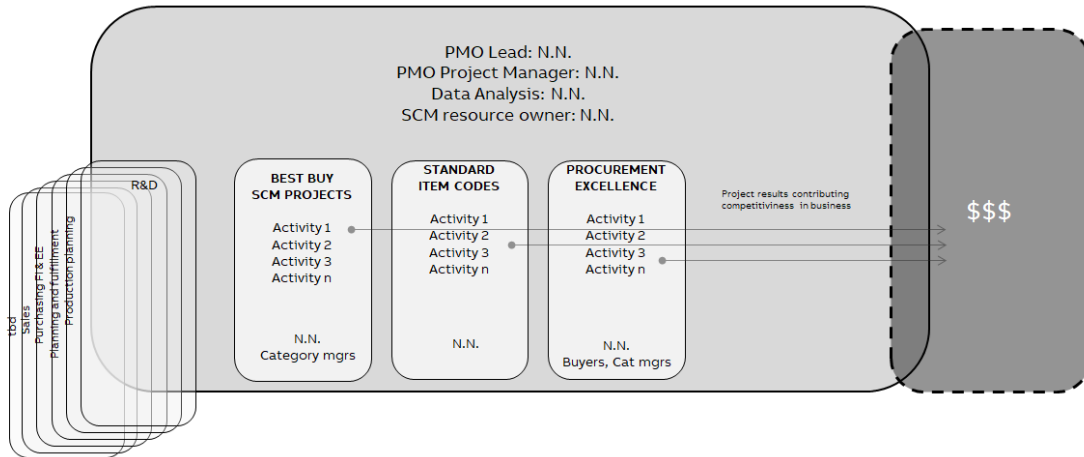 PMO Lead: N.N.
PMO Project Manager: N.N.
Data Analysis: N.N.
SCM resource owner: N.N.
R&D
Production planning
Planning and fulfillment
Purchasing FI & EE
Sales
tbd
BEST BUY
SCM PROJECTS
Activity 1
Activity 2
Activity 3
Activity n
N.N.
Category mgrs
STANDARD
ITEM CODES
Activity 1
Activity 2
Activity 3
Activity n
N.N.
PROCUREMENT
EXCELLENCE
Activity 1
Activity 2
Activity 3
Activity n
N.N.
Buyers, Cat mgrs
Project results contributing
competitiviness in business
$$$